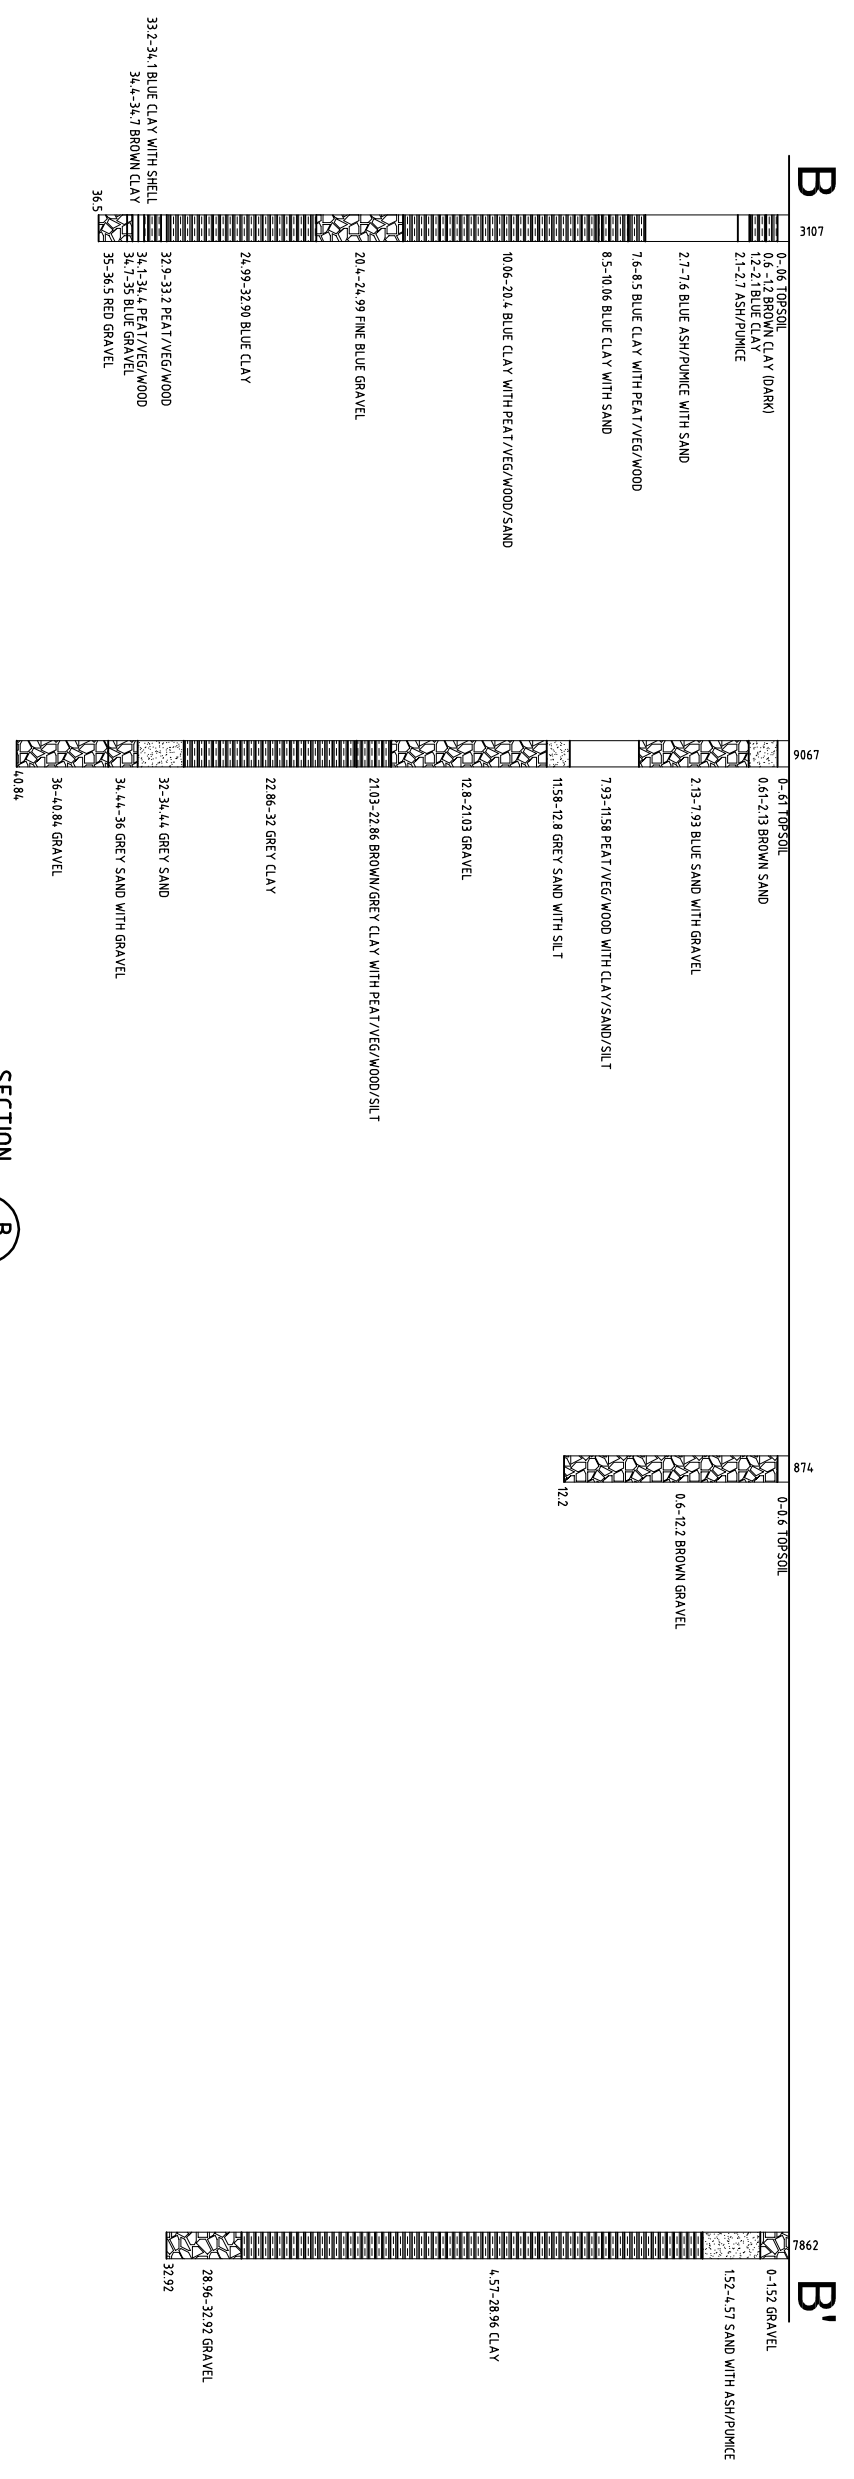 B
3107
0-.06 TOPSOIL
0.6 -1.2 BROWN CLAY (DARK)
1.2-2.1 BLUE CLAY
2.1-2.7 ASH/PUMICE
2.7-7.6 BLUE ASH/PUMICE WITH SAND
7.6-8.5 BLUE CLAY WITH PEAT/VEG/WOOD
8.5-10.06 BLUE CLAY WITH SAND
10.06-20.4 BLUE CLAY WITH PEAT/VEG/WOOD/SAND
20.4-24.99 FINE BLUE GRAVEL
24.99-32.90 BLUE CLAY
32.9-33.2 PEAT/VEG/WOOD
33.2-34.1 BLUE CLAY WITH SHELL
34.1-34.4 PEAT/VEG/WOOD
34.4-34.7 BROWN CLAY
34.7-35 BLUE GRAVEL
35-36.5 RED GRAVEL
36.5
9067
0-.61 TOPSOIL
0.61-2.13 BROWN SAND
2.13-7.93 BLUE SAND WITH GRAVEL
7.93-11.58 PEAT/VEG/WOOD WITH CLAY/SAND/SILT
11.58-12.8 GREY SAND WITH SILT
12.8-21.03 GRAVEL
21.03-22.86 BROWN/GREY CLAY WITH PEAT/VEG/WOOD/SILT
22.86-32 GREY CLAY
32-34.44 GREY SAND
34.44-36 GREY SAND WITH GRAVEL
36-40.84 GRAVEL
40.84
874
0-0.6 TOPSOIL
0.6-12.2 BROWN GRAVEL
12.2
7862
B'
0-1.52 GRAVEL
1.52-4.57 SAND WITH ASH/PUMICE
4.57-28.96 CLAY
28.96-32.92 GRAVEL
32.92
SECTION B